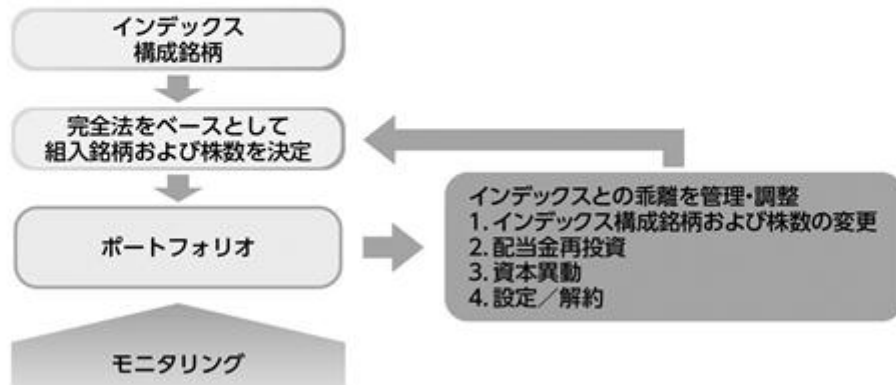 インデックス
構成銘柄
完全法をベースとして
組入銘柄および株数を決定
ポートフォリオ
インデックスとの乖離を管理・調整
1. インデックス構成銘柄および株数の変更
2. 配当金再投資
3. 資本異動
4. 設定／解約
モニタリング